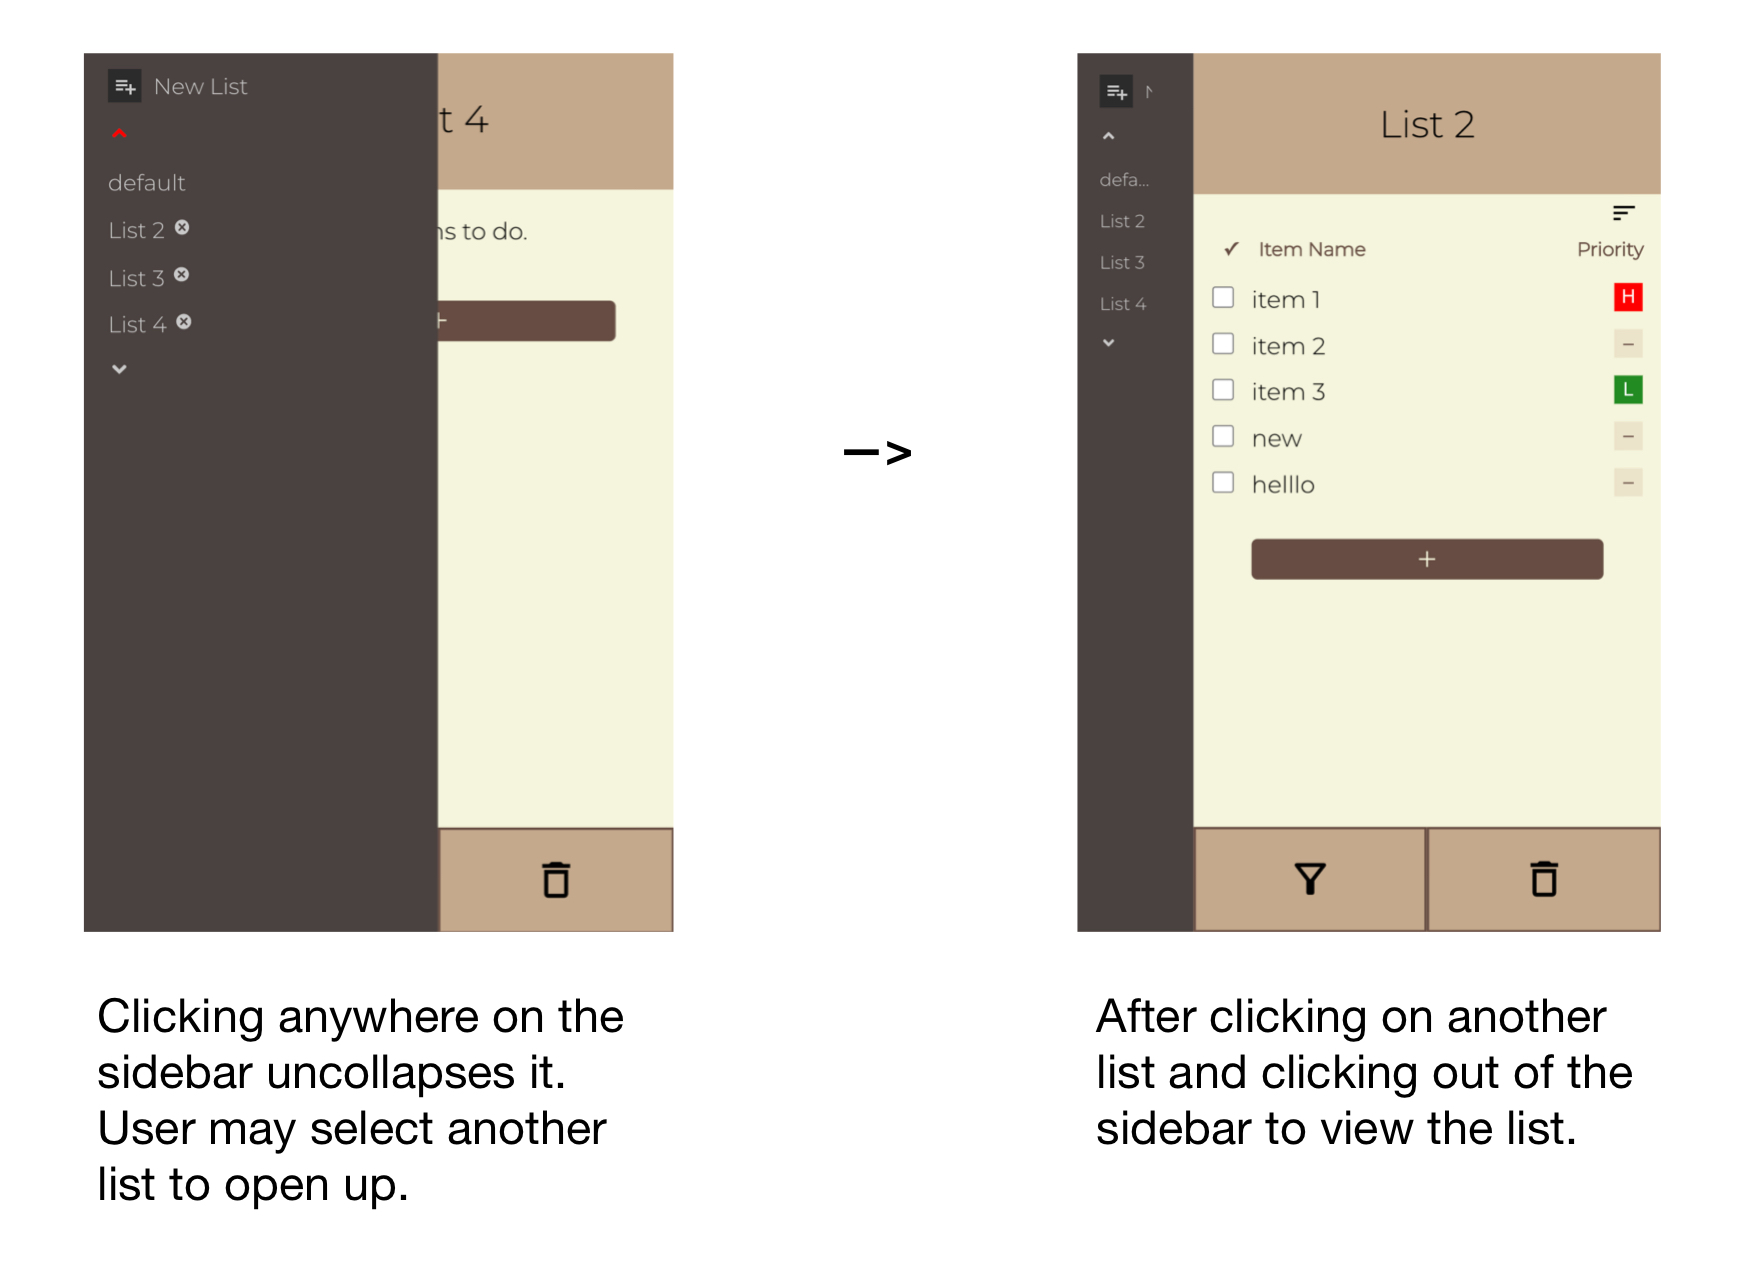 New List
t 4
default
List 2
List 3
List 4
ns to do.
+
—>
N
List 2
defa...
List 2
List 3
List 4
✓ Item Name Priority
item 1 H
item 2 –
item 3 L
new –
helllo –
+
Clicking anywhere on the
sidebar uncollapses it.
User may select another
list to open up.
After clicking on another
list and clicking out of the
sidebar to view the list.